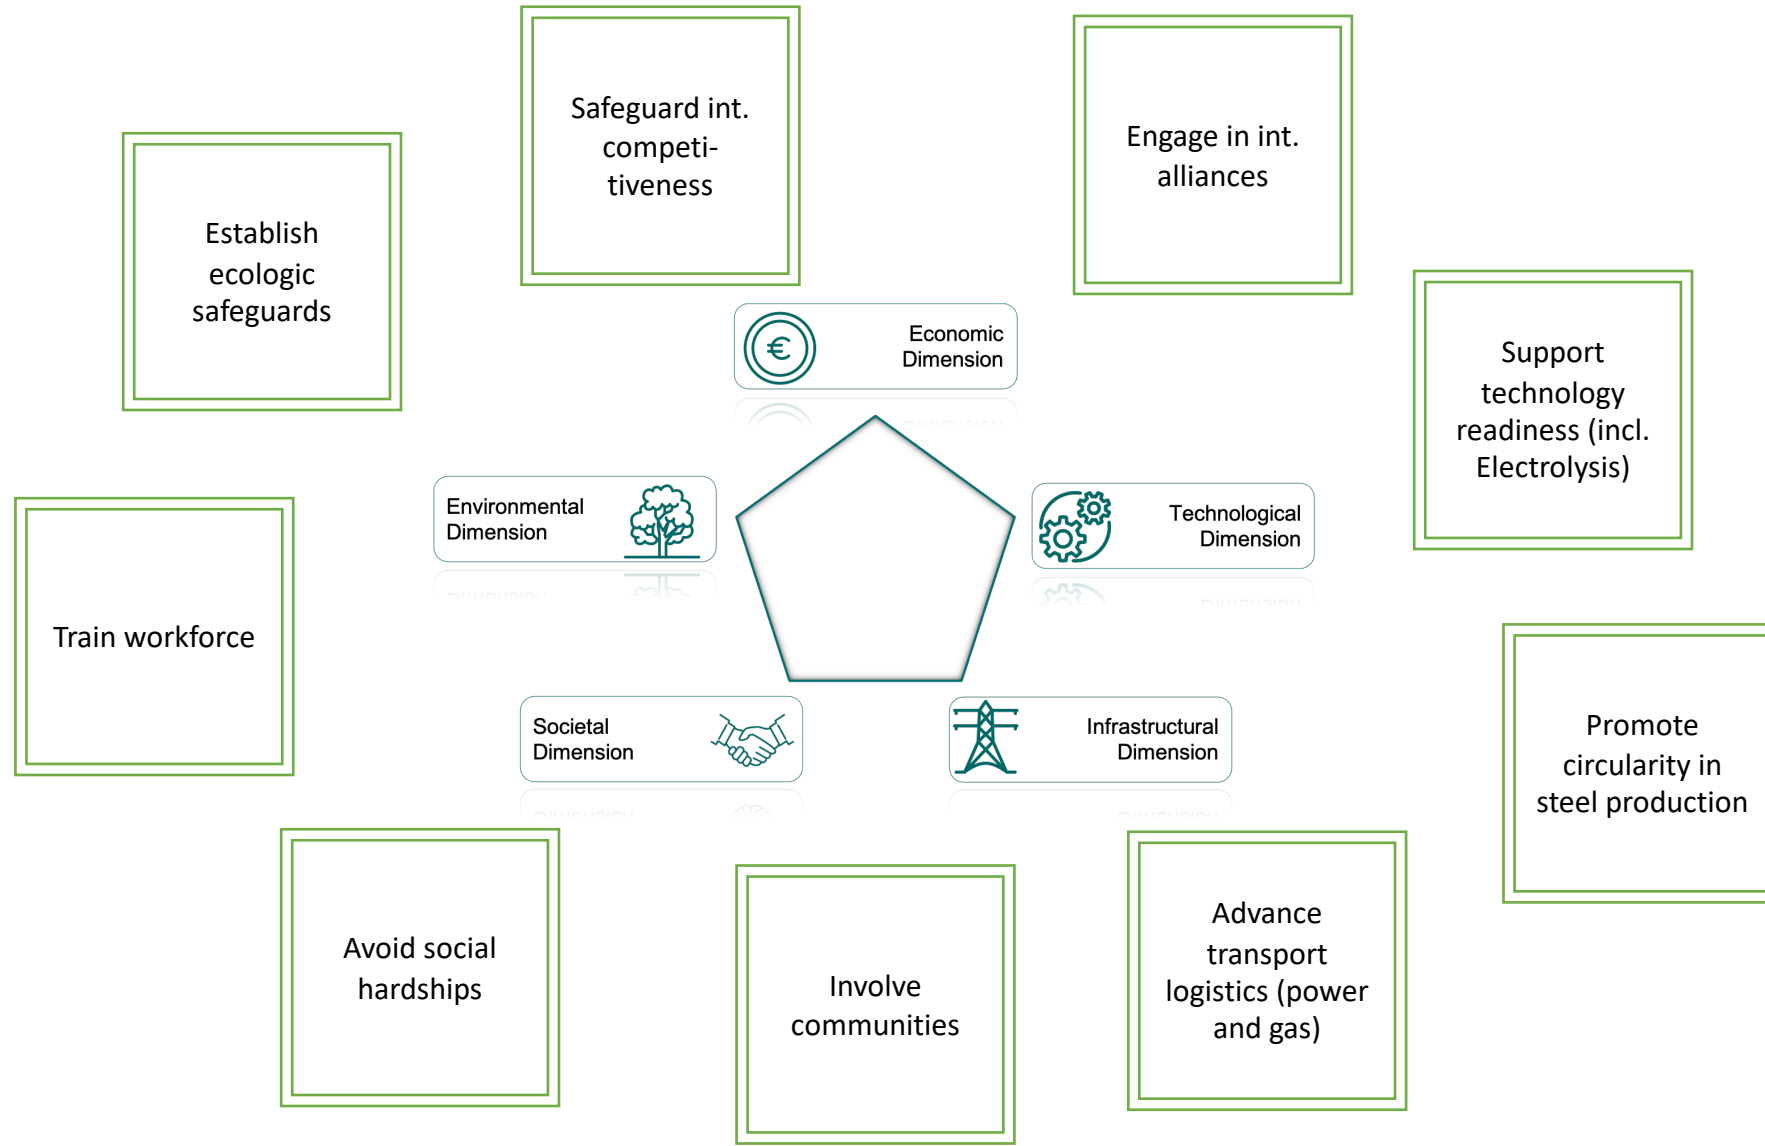 Safeguard int.
competi-
tiveness
Engage in int.
alliances
Establish
ecologic
safeguards
Support
technology
readiness (incl.
Electrolysis)
Economic
Dimension
Environmental
Dimension
Technological
Dimension
Train workforce
Societal
Dimension
Infrastructural
Dimension
Promote
circularity in
steel production
Avoid social
hardships
Involve
communities
Advance
transport
logistics (power
and gas)